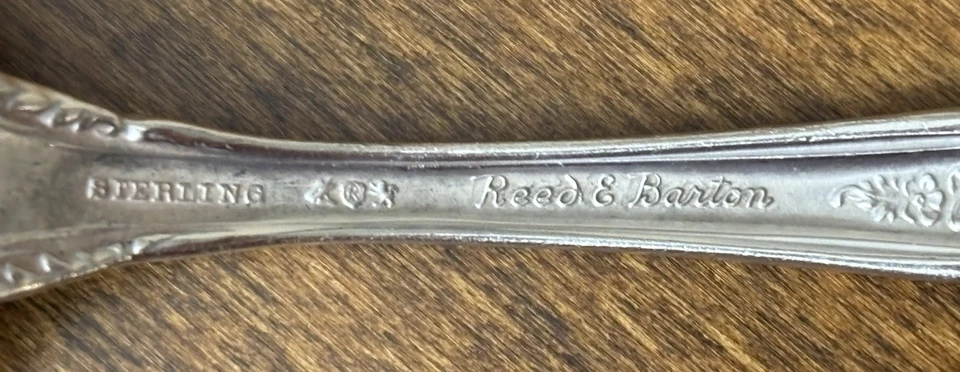 STERLING ® Reed & Barton